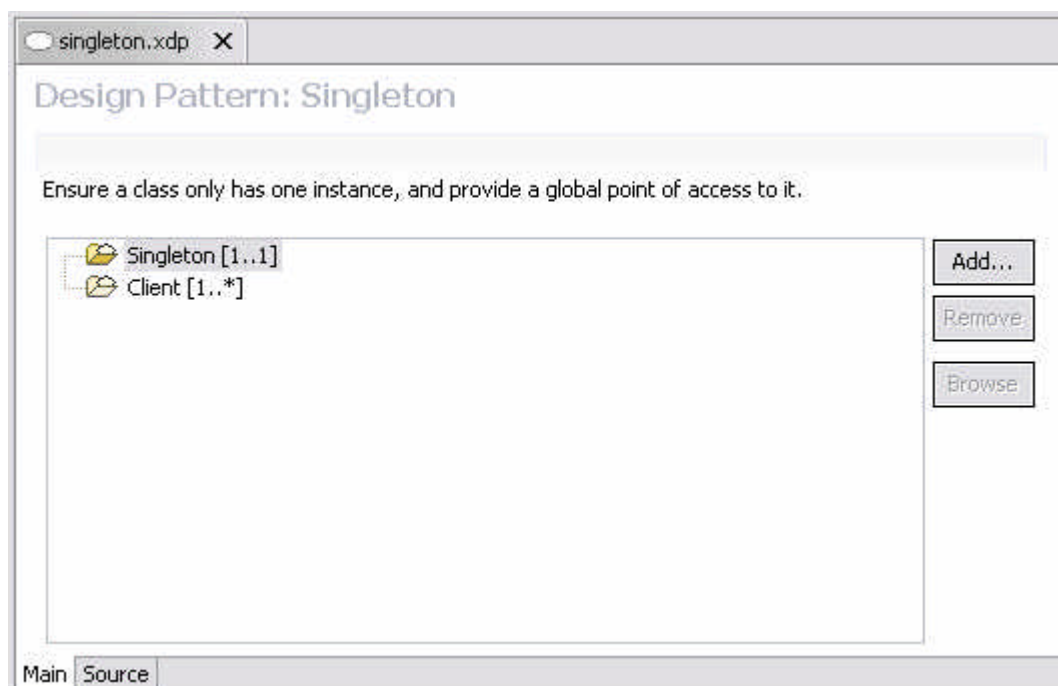 singleton.xdp X
Design Pattern: Singleton
Ensure a class only has one instance, and provide a global point of access to it.
Singleton [1..1]
Client [1..*]
Add...
Remove
Browse
Main Source